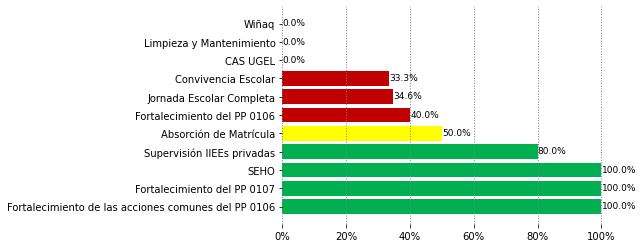 Wiñaq 0.0%
Limpieza y Mantenimiento 0.0%
CAS UGEL 0.0%
Convivencia Escolar 33.3%
Jornada Escolar Completa 34.6%
Fortalecimiento del PP 0106 40.0%
Absorción de Matrícula 50.0%
Supervisión IIEEs privadas 80.0%
SEHO 100.0%
Fortalecimiento del PP 0107 100.0%
Fortalecimiento de las acciones comunes del PP 0106 100.0%
0% 20% 40% 60% 80% 100%